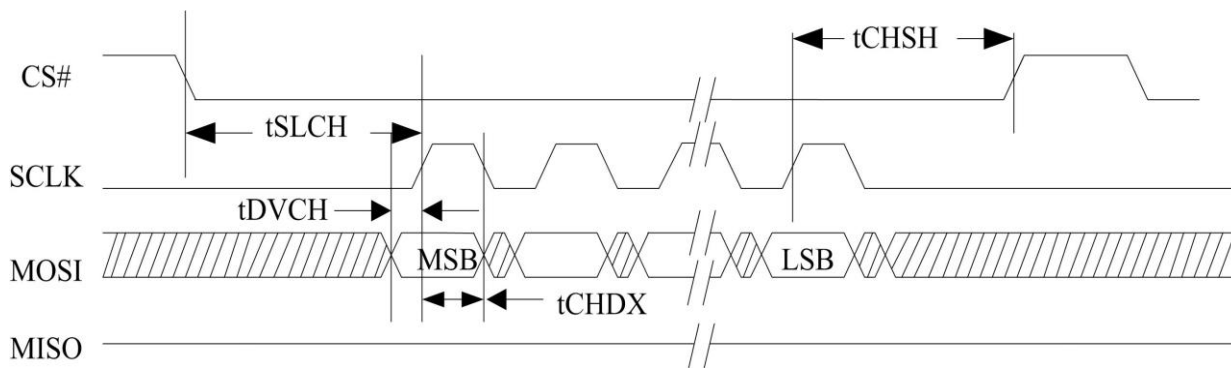 tCHSH
CS#
tSLCH
SCLK
tDVCH
MOSI MSB LSB
tCHDX
MISO